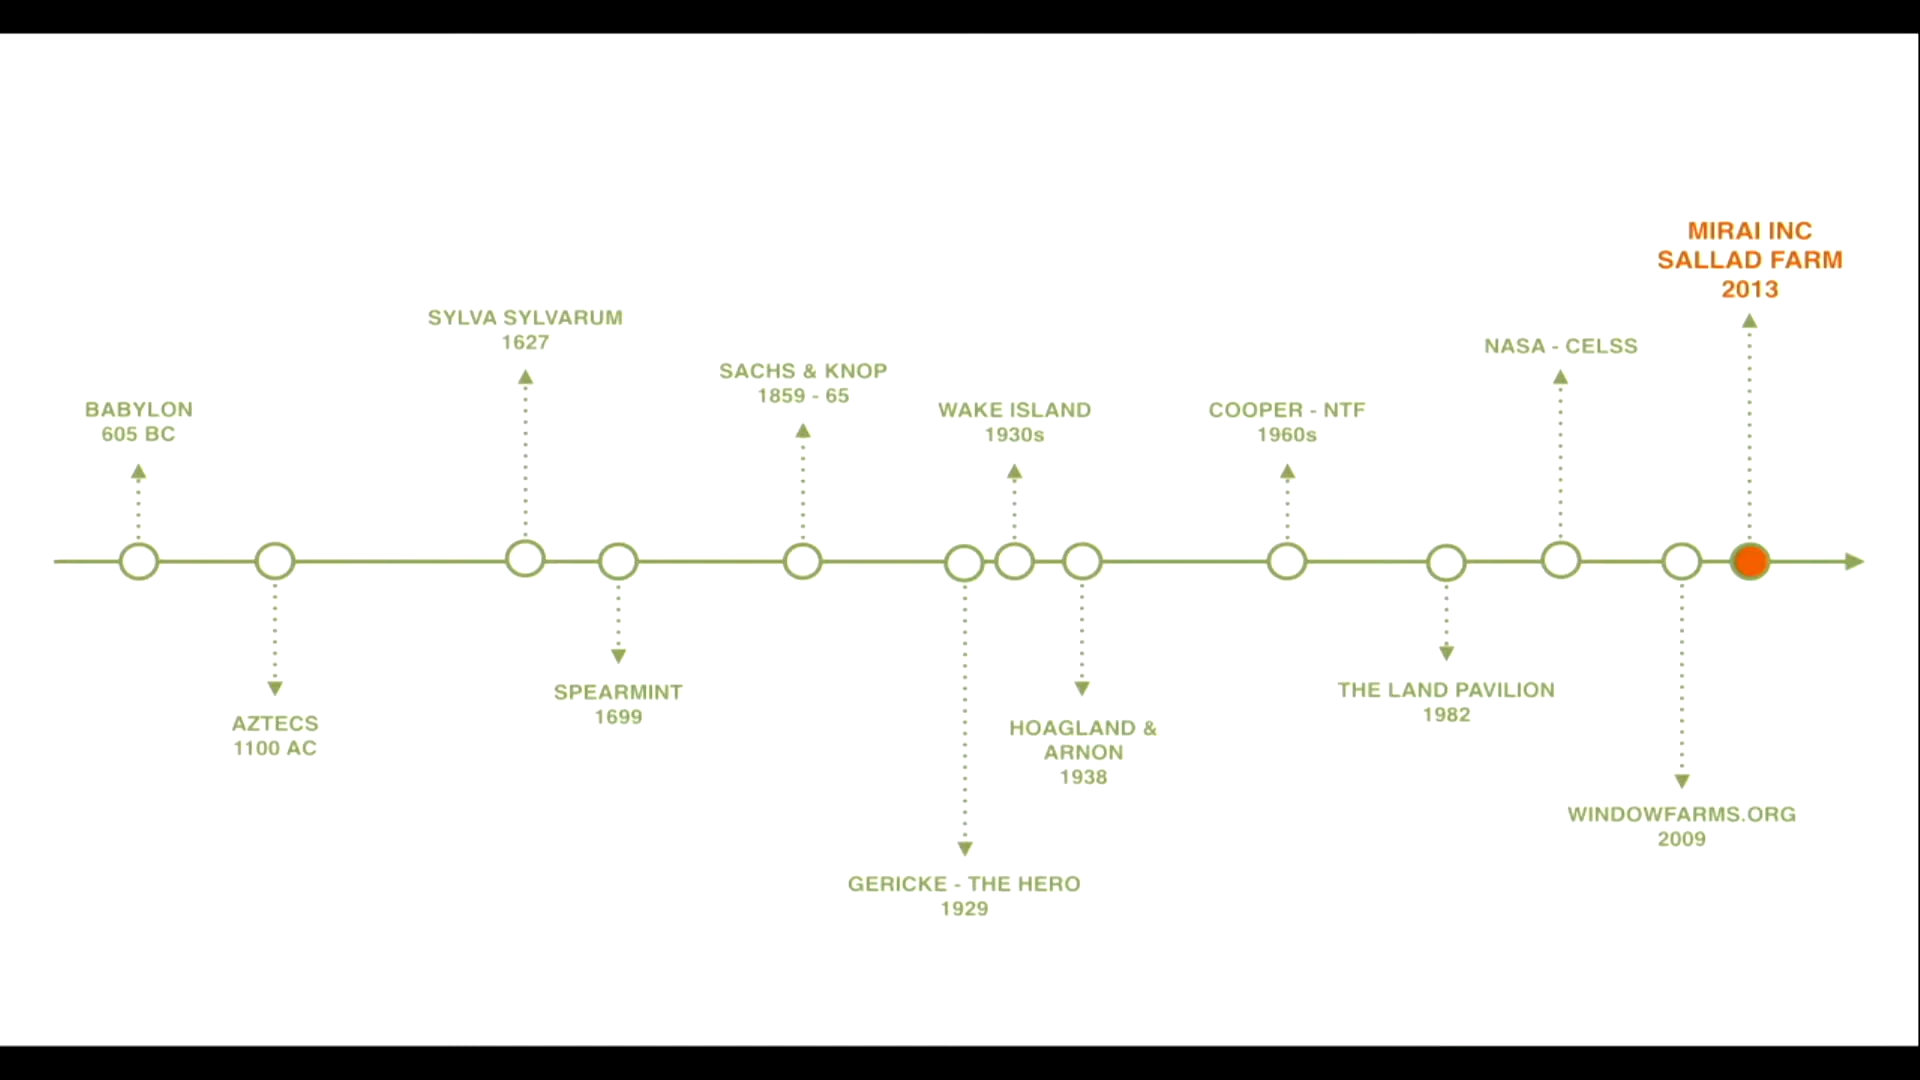 BABYLON
605 BC
AZTECS
1100 AC
SYLVA SYLVARUM
1627
SPEARMINT
1699
SACHS & KNOP
1859 - 65
GERICKE - THE HERO
1929
WAKE ISLAND
1930s
HOAGLAND &
ARNON
1938
COOPER - NTF
1960s
THE LAND PAVILION
1982
NASA - CELSS
WINDOWFARMS.ORG
2009
MIRAI INC
SALLAD FARM
2013